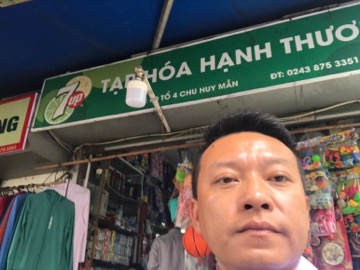 7up
TẠP HÓA HẠNH THƯƠ
TỔ 4 CHU HUY MÂN ĐT: 0243 875 3351
NG